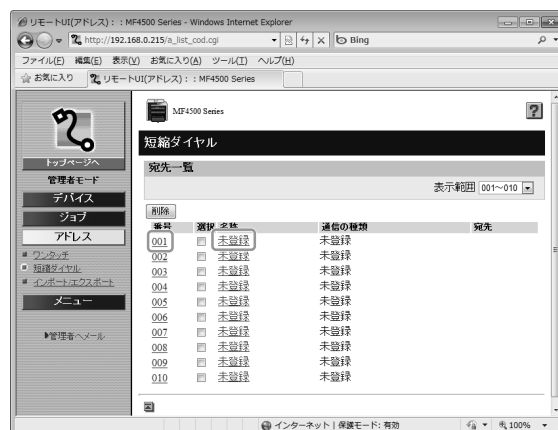 リモートUI(アドレス)：：MF4500 Series - Windows Internet Explorer
http://192.168.0.215/a_list_cod.cgi
Bing
ファイル(F) 編集(E) 表示(V) お気に入り(A) ツール(T) ヘルプ(H)
お気に入り リモートUI(アドレス)：：MF4500 Series
MF4500 Series
短縮ダイヤル
トップページへ
宛先一覧
管理者モード
表示範囲 001～010
デバイス
ジョブ
アドレス
ワンタッチ
短縮ダイヤル
インポート/エクスポート
メニュー
管理者へメール
削除
番号 選択 名称 通信の種類 宛先
001 未登録 未登録
002 未登録 未登録
003 未登録 未登録
004 未登録 未登録
005 未登録 未登録
006 未登録 未登録
007 未登録 未登録
008 未登録 未登録
009 未登録 未登録
010 未登録 未登録
インターネット | 保護モード: 有効 100%